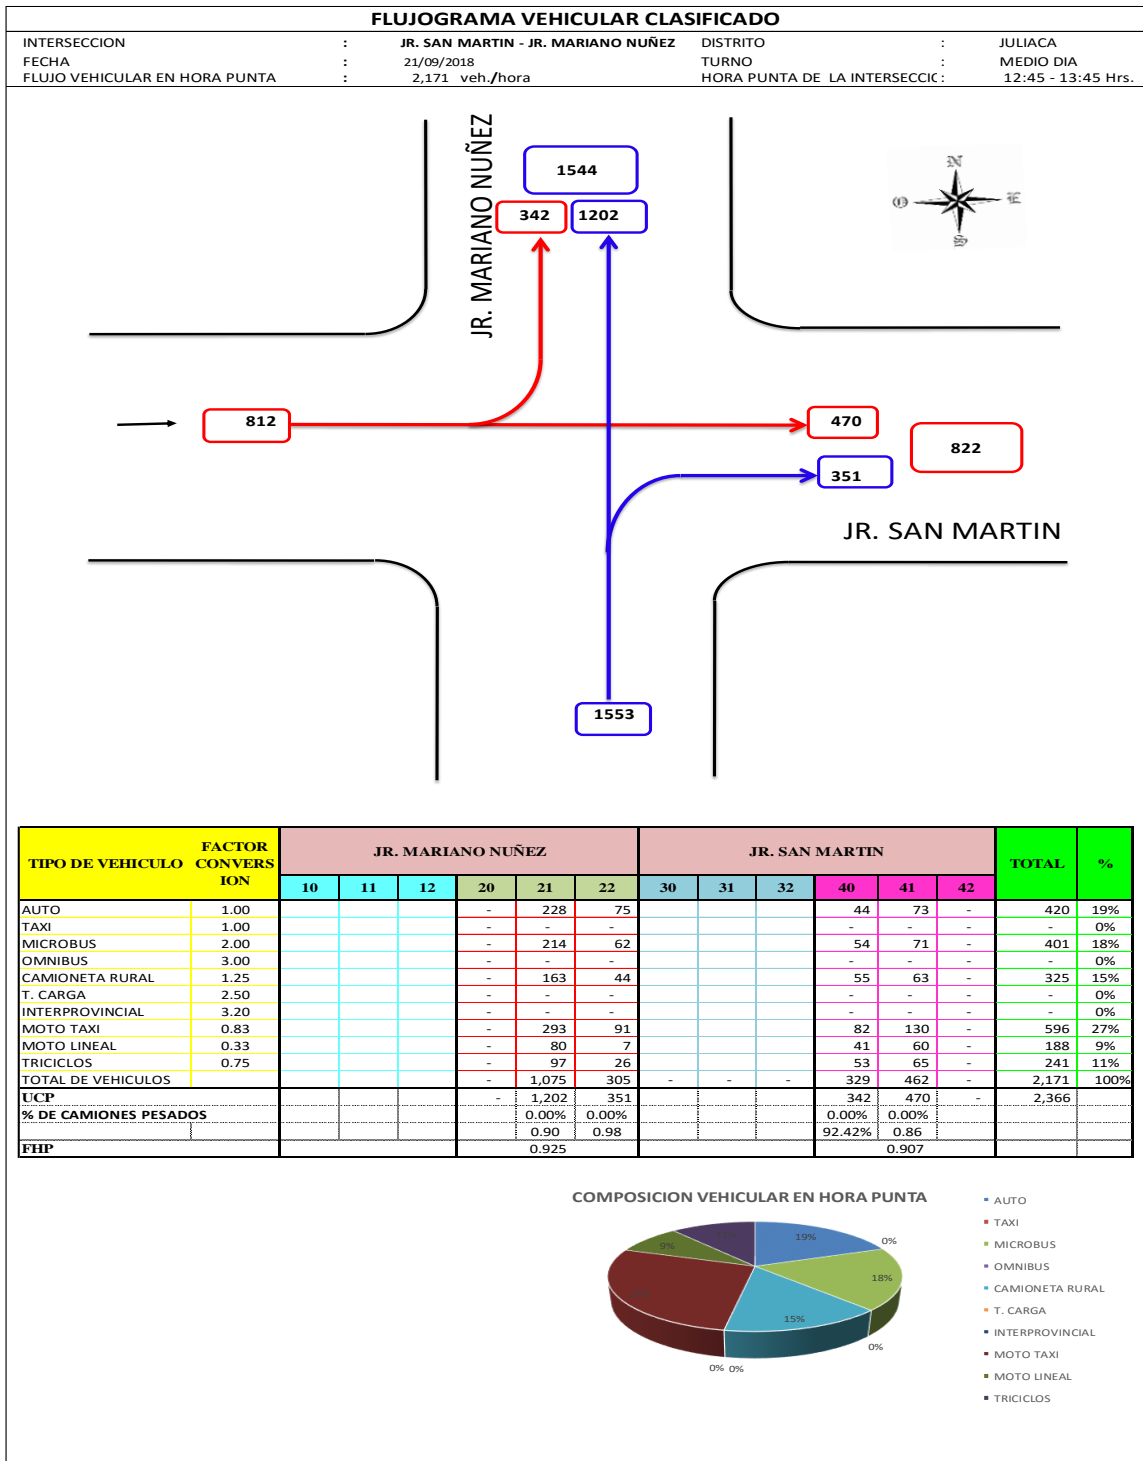 FLUJOGRAMA VEHICULAR CLASIFICADO
INTERSECCION : JR. SAN MARTIN - JR. MARIANO NUÑEZ DISTRITO : JULIACA
FECHA : 21/09/2018 TURNO : MEDIO DIA
FLUJO VEHICULAR EN HORA PUNTA : 2,171 veh./hora HORA PUNTA DE LA INTERSECCIC : 12:45 - 13:45 Hrs.
JR. MARIANO NUÑEZ
1544
342 1202
N
O E
S
812
470
822
351
JR. SAN MARTIN
1553
TIPO DE VEHICULO FACTOR CONVERSION JR. MARIANO NUÑEZ JR. SAN MARTIN TOTAL %
10 11 12 20 21 22 30 31 32 40 41 42
AUTO 1.00 - 228 75 44 73 - 420 19%
TAXI 1.00 - - - - - - - 0%
MICROBUS 2.00 - 214 62 54 71 - 401 18%
OMNIBUS 3.00 - - - - - - - 0%
CAMIONETA RURAL 1.25 - 163 44 55 63 - 325 15%
T. CARGA 2.50 - - - - - - - 0%
INTERPROVINCIAL 3.20 - - - - - - - 0%
MOTO TAXI 0.83 - 293 91 82 130 - 596 27%
MOTO LINEAL 0.33 - 80 7 41 60 - 188 9%
TRICICLOS 0.75 - 97 26 53 65 - 241 11%
TOTAL DE VEHICULOS - 1,075 305 - - - 329 462 - 2,171 100%
UCP - 1,202 351 342 470 - 2,366
% DE CAMIONES PESADOS 0.00% 0.00% 0.00% 0.00%
0.90 0.98 92.42% 0.86
FHP 0.925 0.907
COMPOSICION VEHICULAR EN HORA PUNTA
19%
0%
18%
0%
15%
0% 0%
9%
AUTO
TAXI
MICROBUS
OMNIBUS
CAMIONETA RURAL
T. CARGA
INTERPROVINCIAL
MOTO TAXI
MOTO LINEAL
TRICICLOS